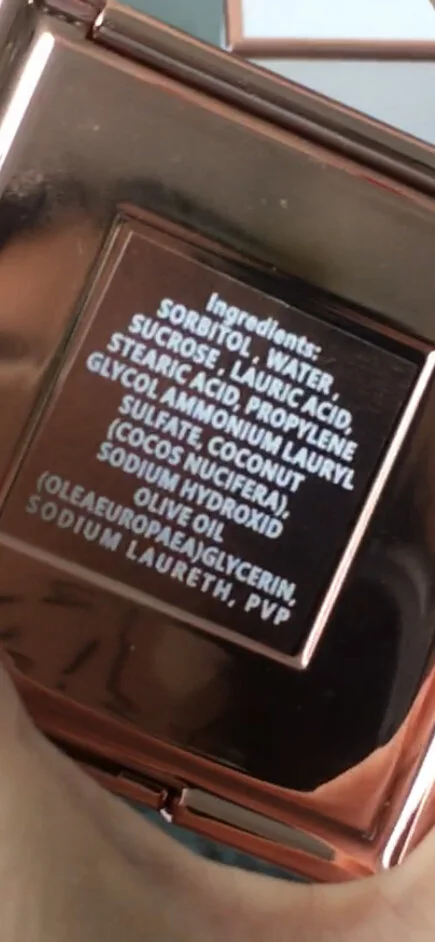 Ingredients:
SORBITOL , WATER,
SUCROSE , LAURIC ACID,
STEARIC ACID, PROPYLENE
GLYCOL AMMONIUM LAURYL
SULFATE, COCONUT
(COCOS NUCIFERA),
SODIUM HYDROXID
OLIVE OIL
(OLEAEUROPAEA)GLYCERIN,
SODIUM LAURETH, PVP